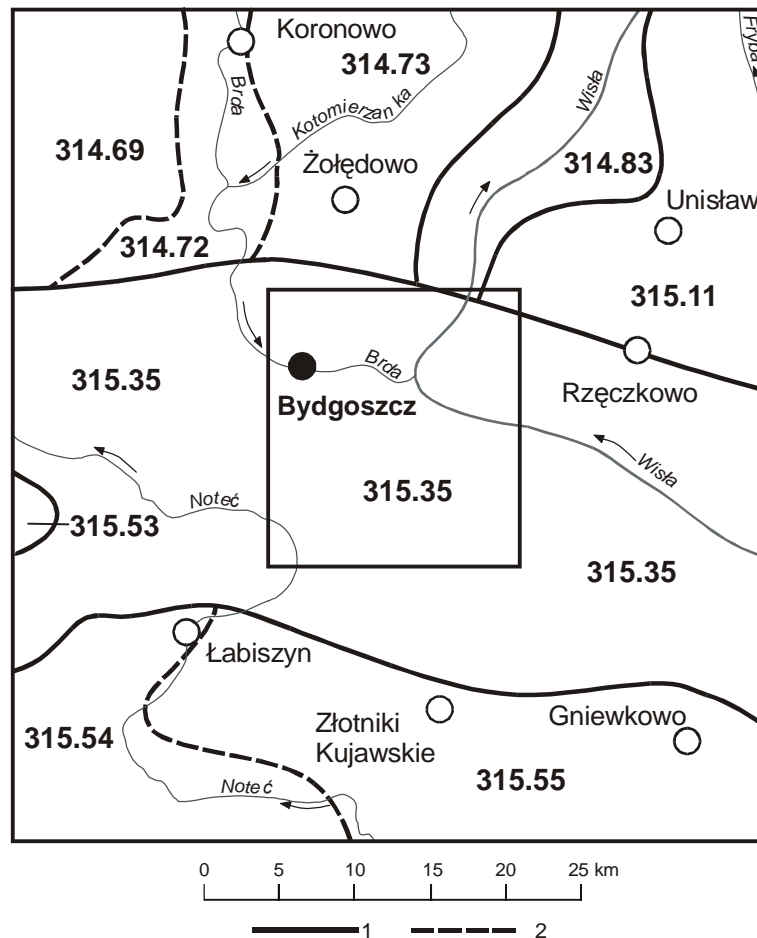 Koronowo
314.73
Fryba
Brda
Wisła
Kotomierzanka
314.69
Żołędowo
314.83
Unisław
314.72
315.11
Brda
315.35
Bydgoszcz
Rzęczkowo
Wisła
Noteć
315.35
315.53
315.35
Łabiszyn
Złotniki
Kujawskie
Gniewkowo
315.54
Noteć
315.55
0 5 10 15 20 25 km
1 2